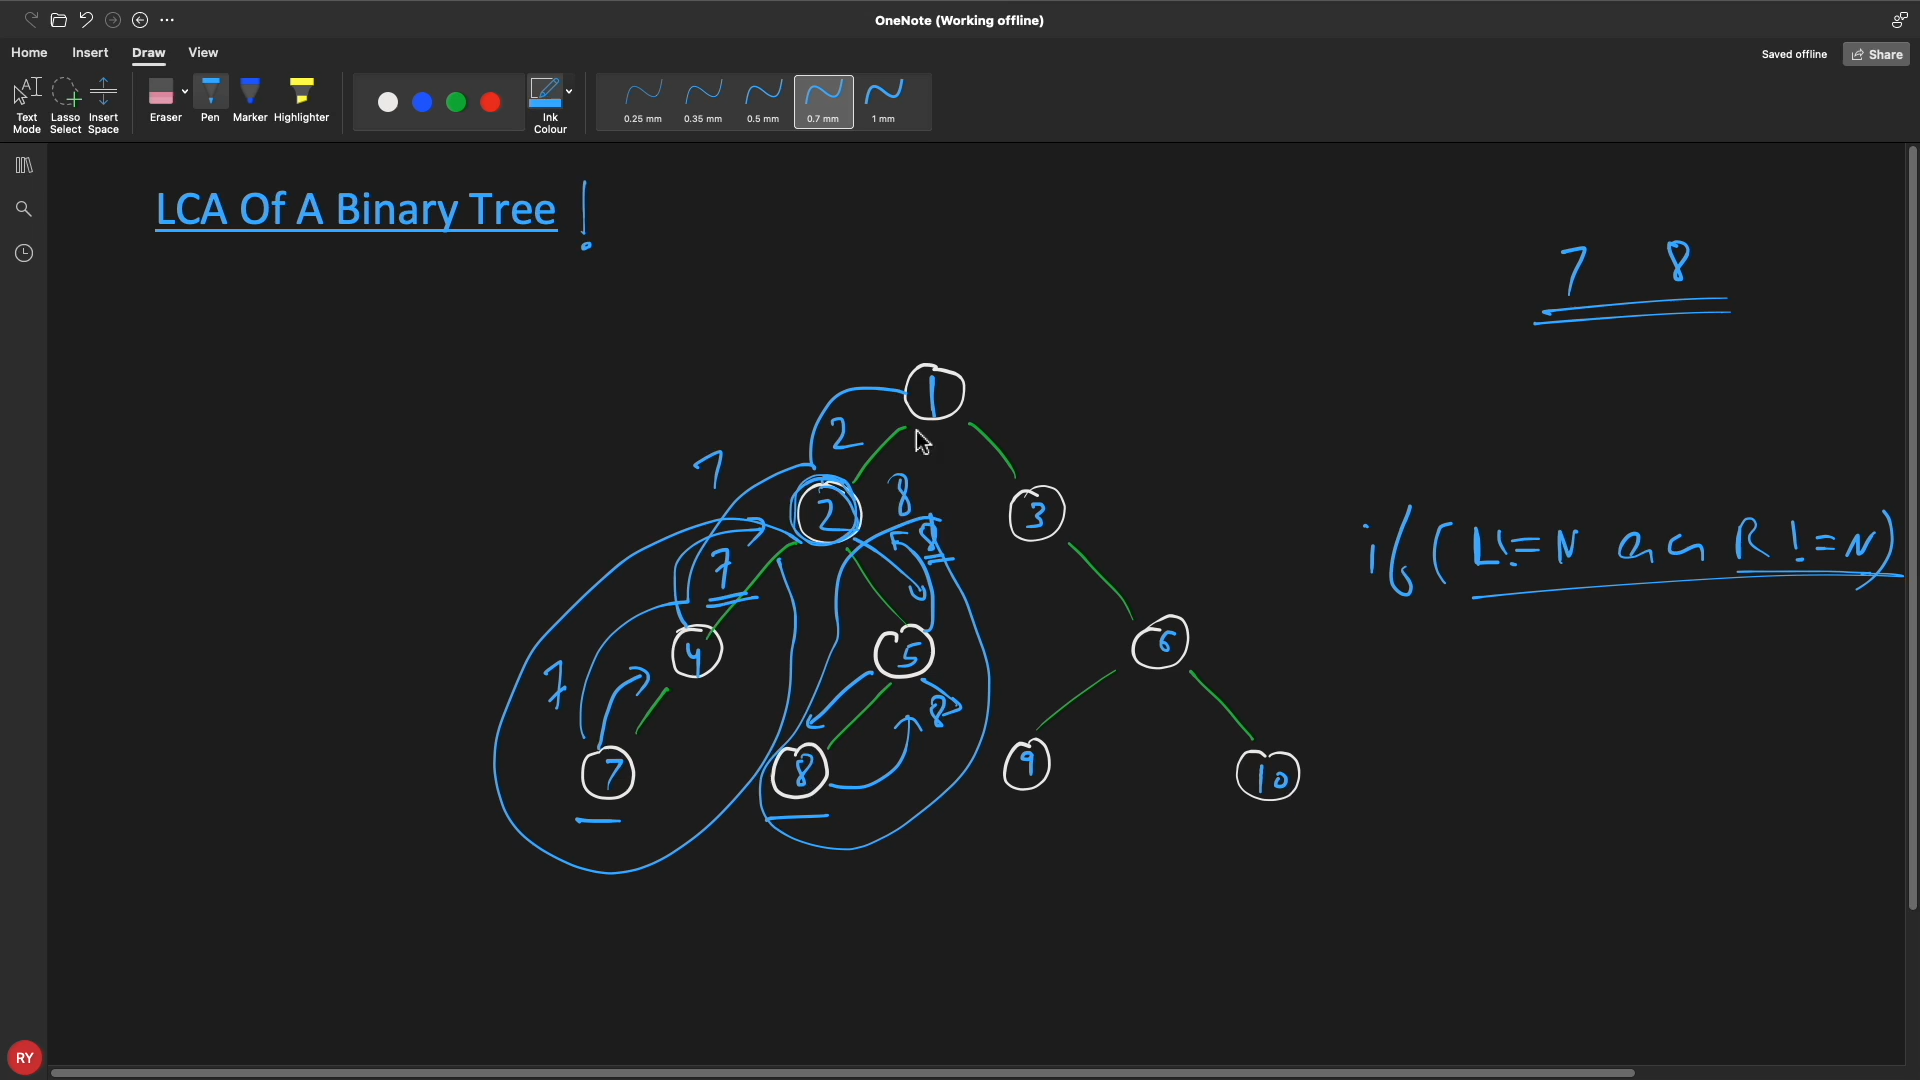 OneNote (Working offline)
Home Insert Draw View
Saved offline Share
Text Mode
Lasso Select
Insert Space
Eraser
Pen
Marker
Highlighter
Ink Colour
0.25 mm
0.35 mm
0.5 mm
0.7 mm
1 mm
LCA Of A Binary Tree !
7 8
1
2
7
8
2
3
8
7
if ( L!=N && R!=N)
4
5
6
7
8
7
8
9
10
RY